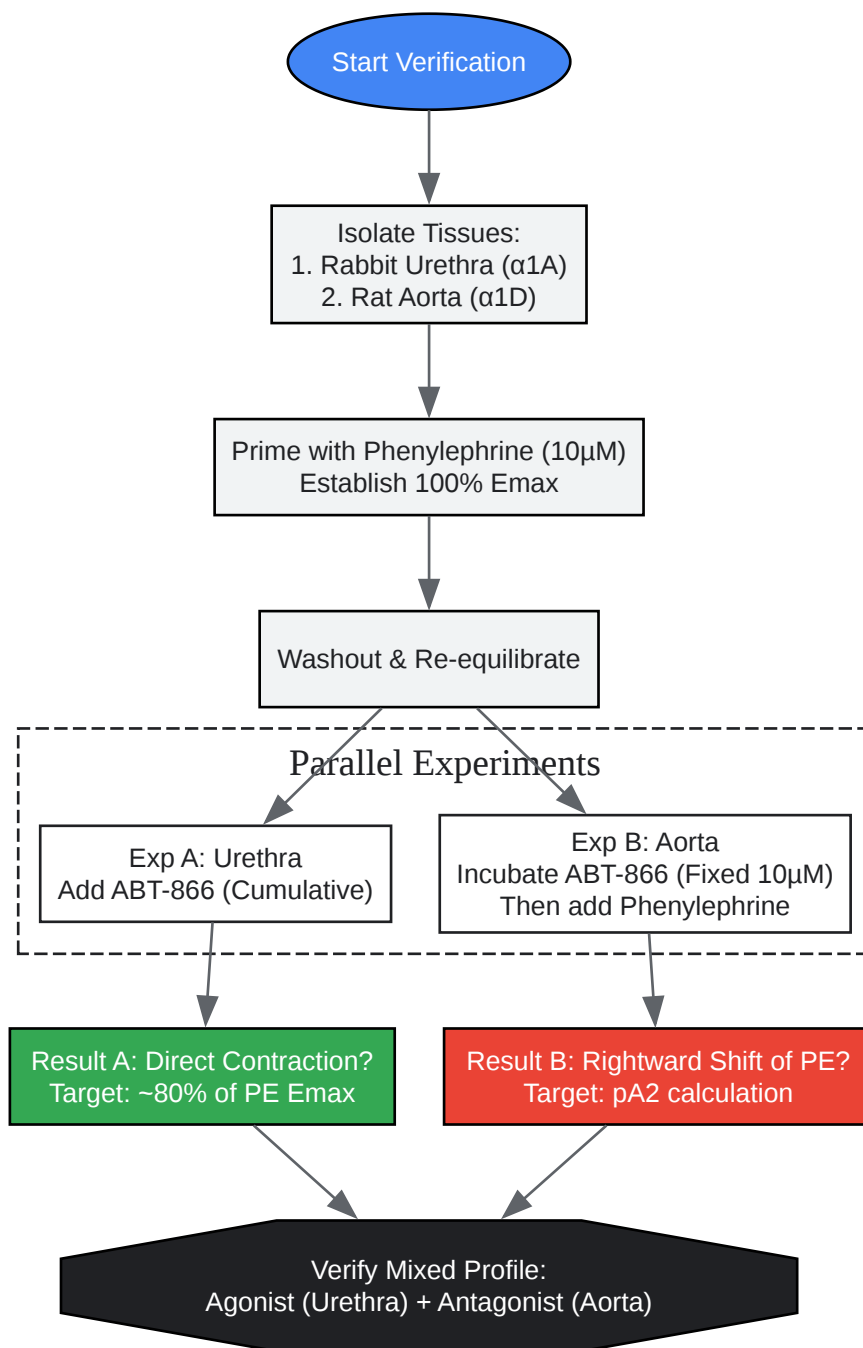 Start Verification
Isolate Tissues:
1. Rabbit Urethra (α1A)
2. Rat Aorta (α1D)
Prime with Phenylephrine (10µM)
Establish 100% Emax
Washout & Re-equilibrate
Parallel Experiments
Exp A: Urethra
Add ABT-866 (Cumulative)
Exp B: Aorta
Incubate ABT-866 (Fixed 10µM)
Then add Phenylephrine
Result A: Direct Contraction?
Target: ~80% of PE Emax
Result B: Rightward Shift of PE?
Target: pA2 calculation
Verify Mixed Profile:
Agonist (Urethra) + Antagonist (Aorta)